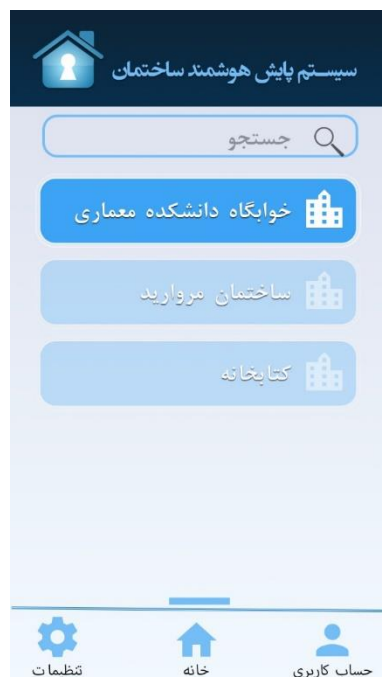 سیستم پایش هوشمند ساختمان
جستجو
خوابگاه دانشکده معماری
ساختمان مروارید
کتابخانه
حساب کاربری
خانه
تنظیمات